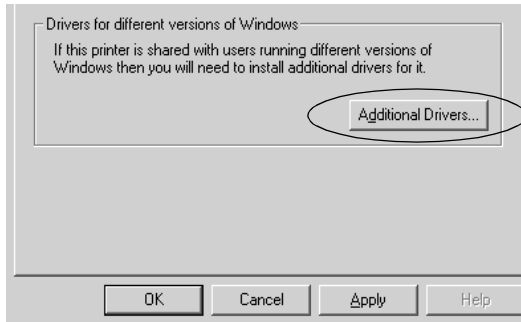 Drivers for different versions of Windows
If this printer is shared with users running different versions of
Windows then you will need to install additional drivers for it.
Additional Drivers...
OK Cancel Apply Help